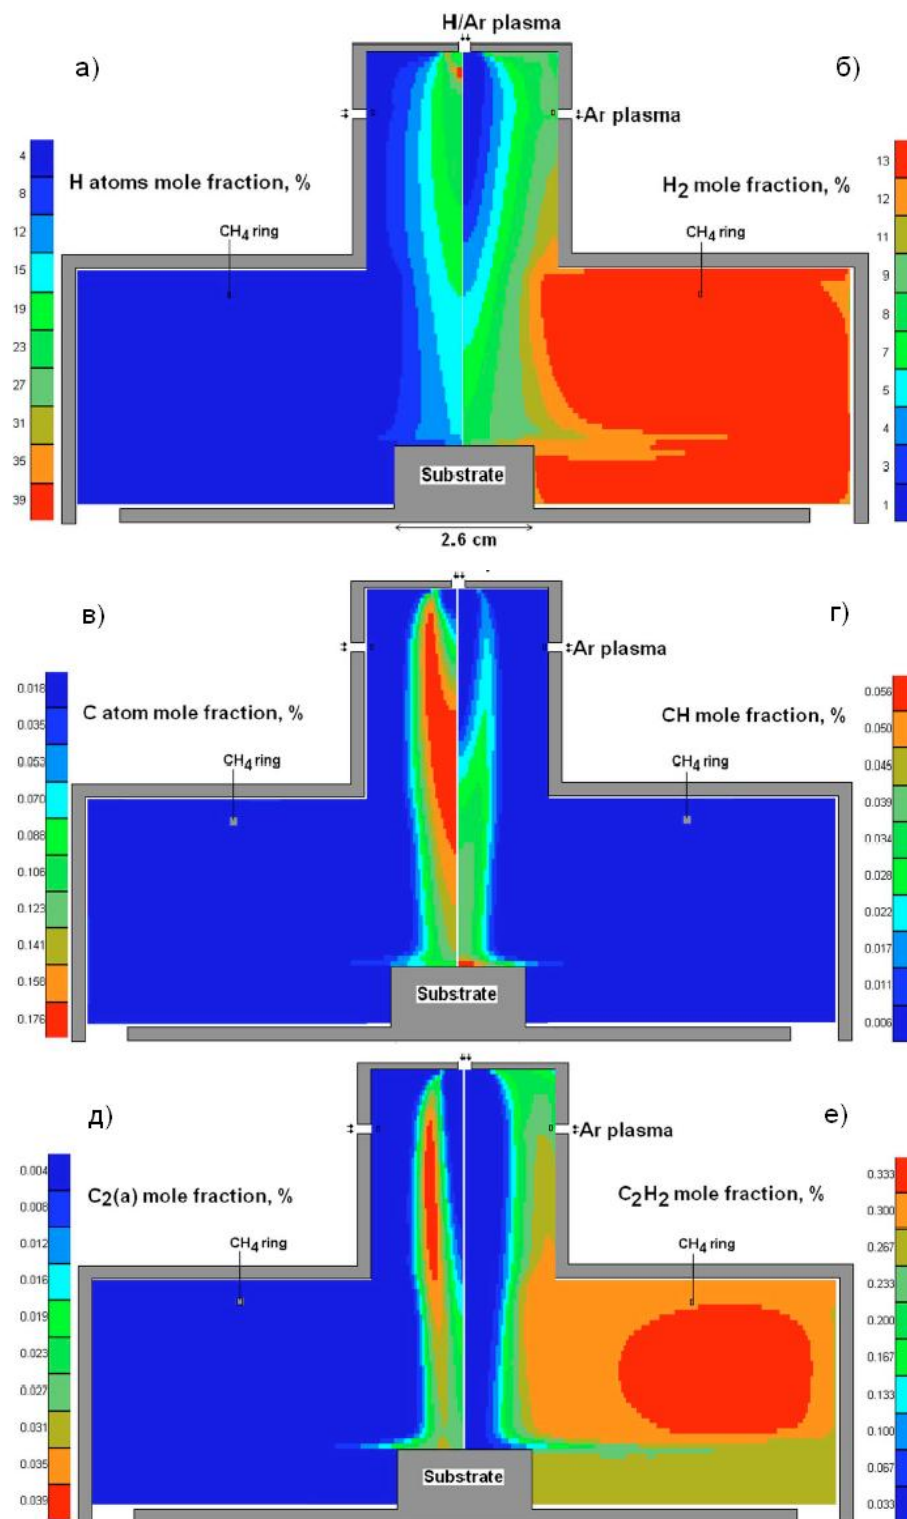 H/Ar plasma
а)
б)
Ar plasma
H atoms mole fraction, %
H2 mole fraction, %
CH4 ring
CH4 ring
4
8
12
15
19
23
27
31
35
39
13
12
11
9
8
7
5
4
3
1
Substrate
2.6 cm
в)
г)
Ar plasma
C atom mole fraction, %
CH mole fraction, %
CH4 ring
CH4 ring
0.018
0.035
0.053
0.070
0.088
0.106
0.123
0.141
0.158
0.176
0.056
0.050
0.045
0.039
0.034
0.028
0.022
0.017
0.011
0.006
Substrate
д)
е)
Ar plasma
C2(a) mole fraction, %
C2H2 mole fraction, %
CH4 ring
CH4 ring
0.004
0.008
0.012
0.016
0.019
0.023
0.027
0.031
0.035
0.039
0.333
0.300
0.267
0.233
0.200
0.167
0.133
0.100
0.067
0.033
Substrate